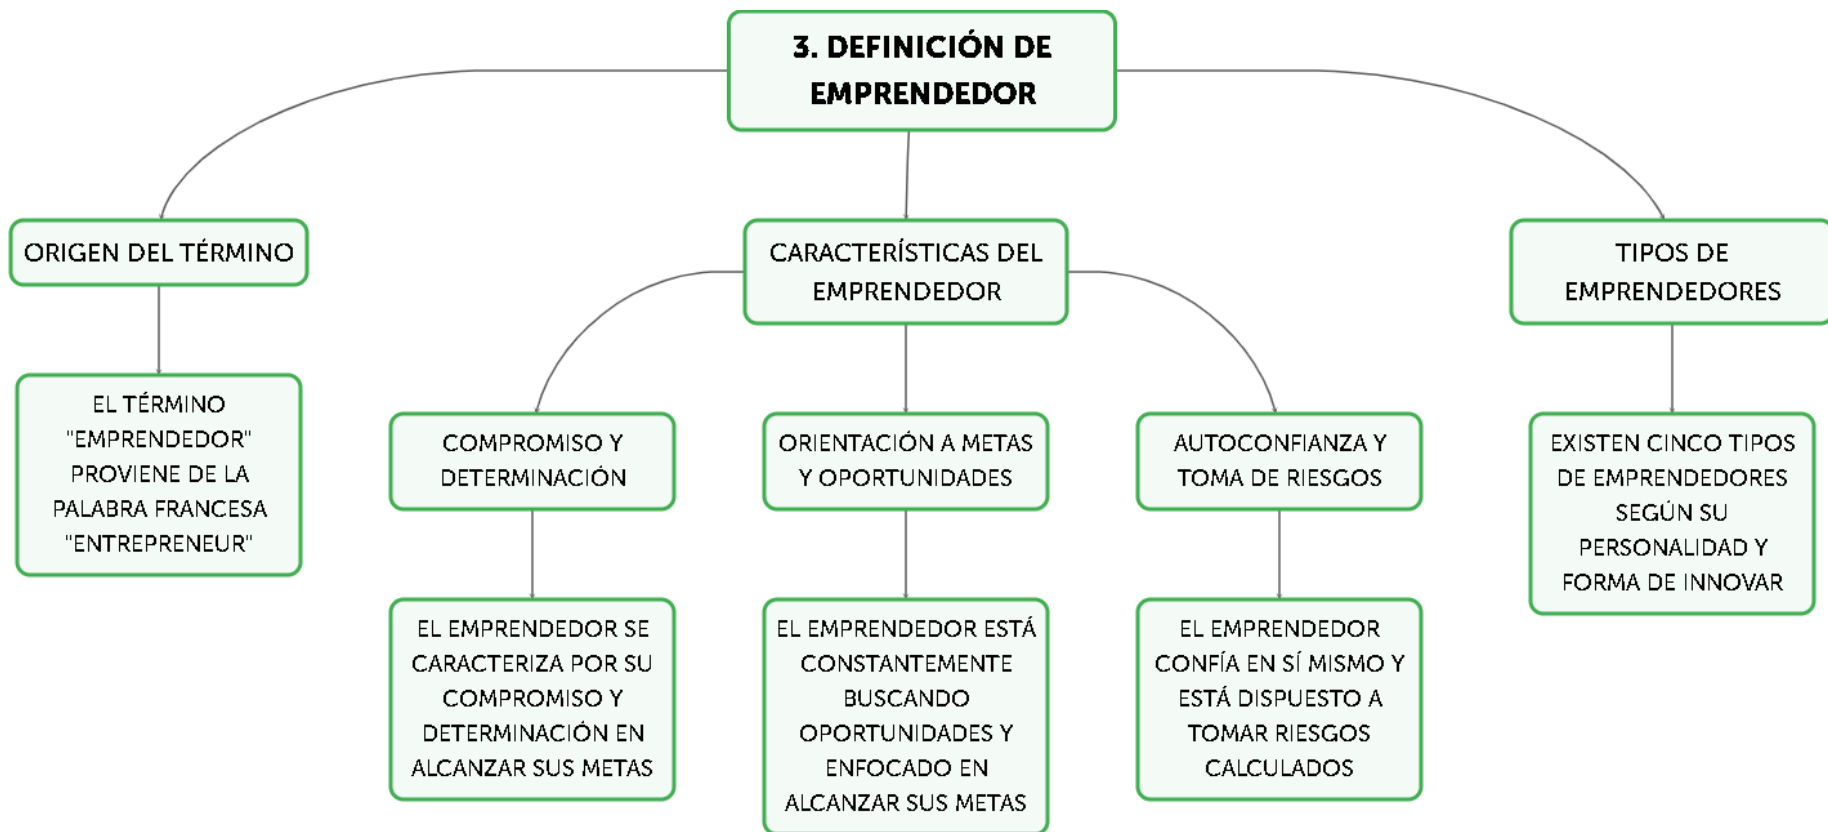 3. DEFINICIÓN DE
EMPRENDEDOR
ORIGEN DEL TÉRMINO
EL TÉRMINO
"EMPRENDEDOR"
PROVIENE DE LA
PALABRA FRANCESA
"ENTREPRENEUR"
CARACTERÍSTICAS DEL
EMPRENDEDOR
COMPROMISO Y
DETERMINACIÓN
EL EMPRENDEDOR SE
CARACTERIZA POR SU
COMPROMISO Y
DETERMINACIÓN EN
ALCANZAR SUS METAS
ORIENTACIÓN A METAS
Y OPORTUNIDADES
EL EMPRENDEDOR ESTÁ
CONSTANTEMENTE
BUSCANDO
OPORTUNIDADES Y
ENFOCADO EN
ALCANZAR SUS METAS
AUTOCONFIANZA Y
TOMA DE RIESGOS
EL EMPRENDEDOR
CONFÍA EN SÍ MISMO Y
ESTÁ DISPUESTO A
TOMAR RIESGOS
CALCULADOS
TIPOS DE
EMPRENDEDORES
EXISTEN CINCO TIPOS
DE EMPRENDEDORES
SEGÚN SU
PERSONALIDAD Y
FORMA DE INNOVAR